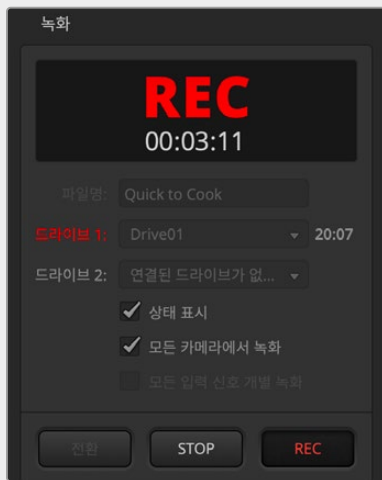 녹화
REC
00:03:11
파일명: Quick to Cook
드라이브 1: Drive01 20:07
드라이브 2: 연결된 드라이브가 없...
상태 표시
모든 카메라에서 녹화
모든 입력 신호 개별 녹화
전환 STOP REC